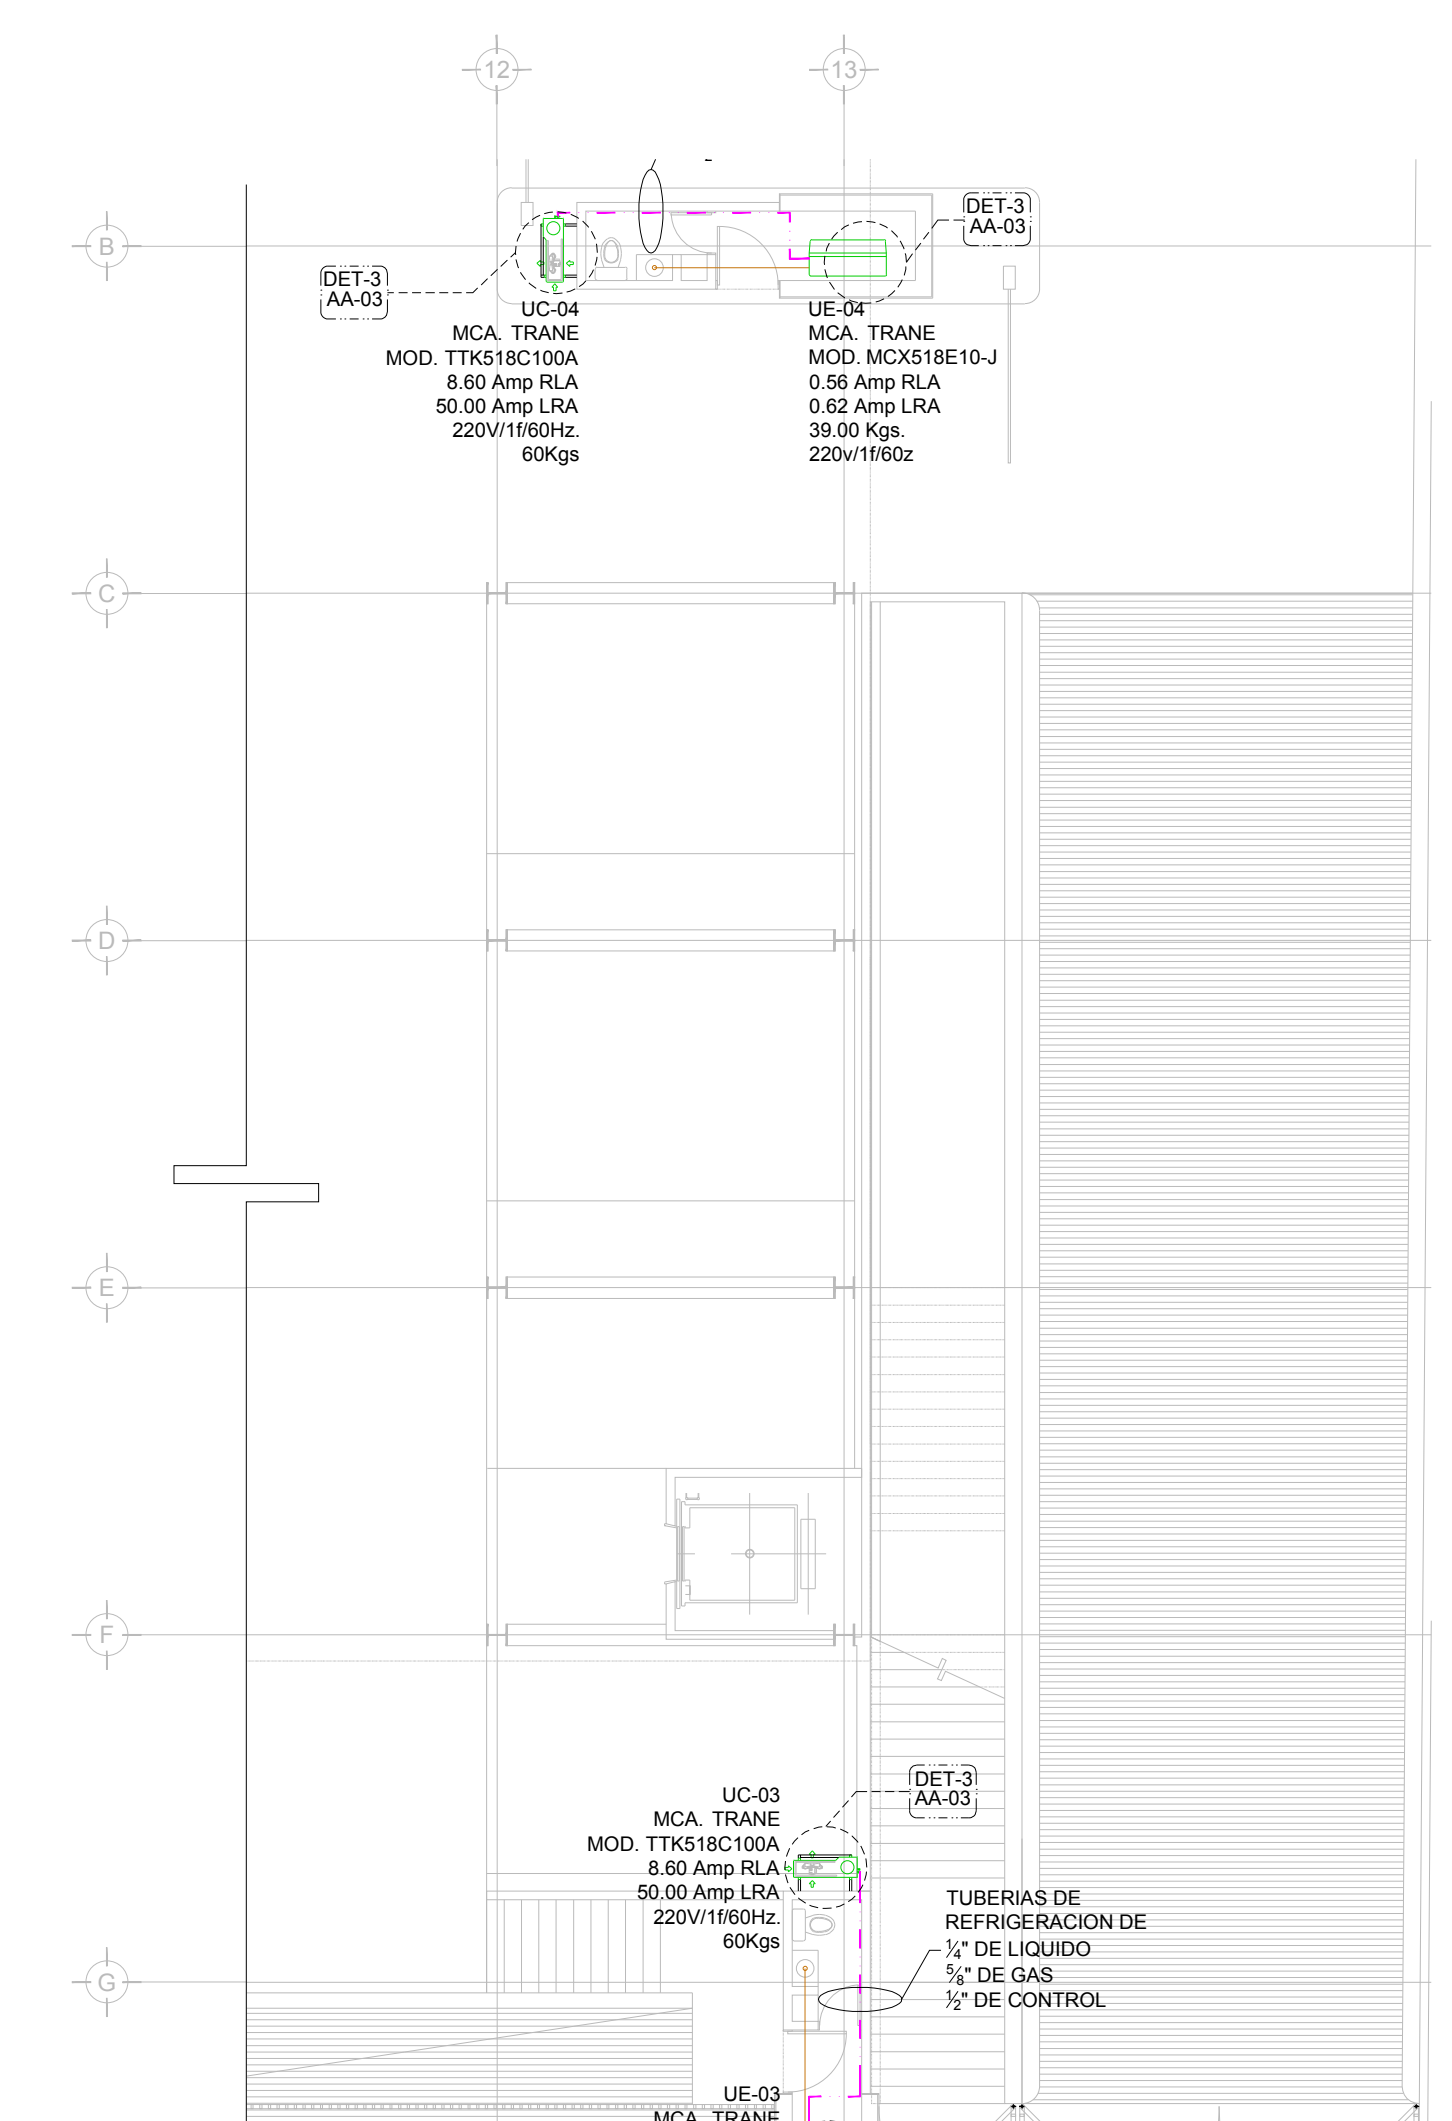 12
13
B
DET-3
AA-03
DET-3
AA-03
UC-04
MCA. TRANE
MOD. TTK518C100A
8.60 Amp RLA
50.00 Amp LRA
220V/1f/60Hz.
60Kgs
UE-04
MCA. TRANE
MOD. MCX518E10-J
0.56 Amp RLA
0.62 Amp LRA
39.00 Kgs.
220v/1f/60z
C
D
E
F
DET-3
AA-03
UC-03
MCA. TRANE
MOD. TTK518C100A
8.60 Amp RLA
50.00 Amp LRA
220V/1f/60Hz.
60Kgs
TUBERIAS DE
REFRIGERACION DE
¼" DE LIQUIDO
⅝" DE GAS
½" DE CONTROL
G
UE-03
MCA. TRANE